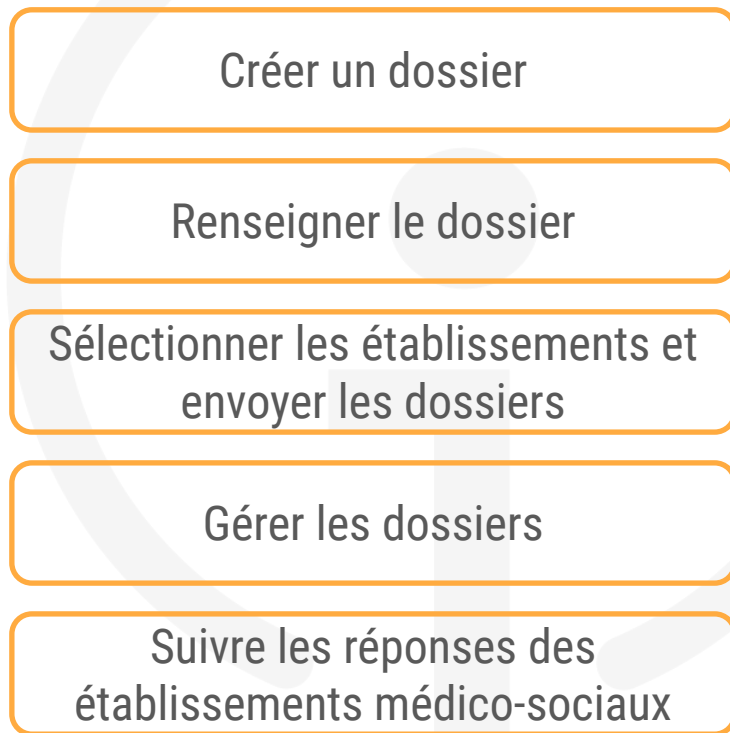 Créer un dossier
Renseigner le dossier
Sélectionner les établissements et
envoyer les dossiers
Gérer les dossiers
Suivre les réponses des
établissements médico-sociaux